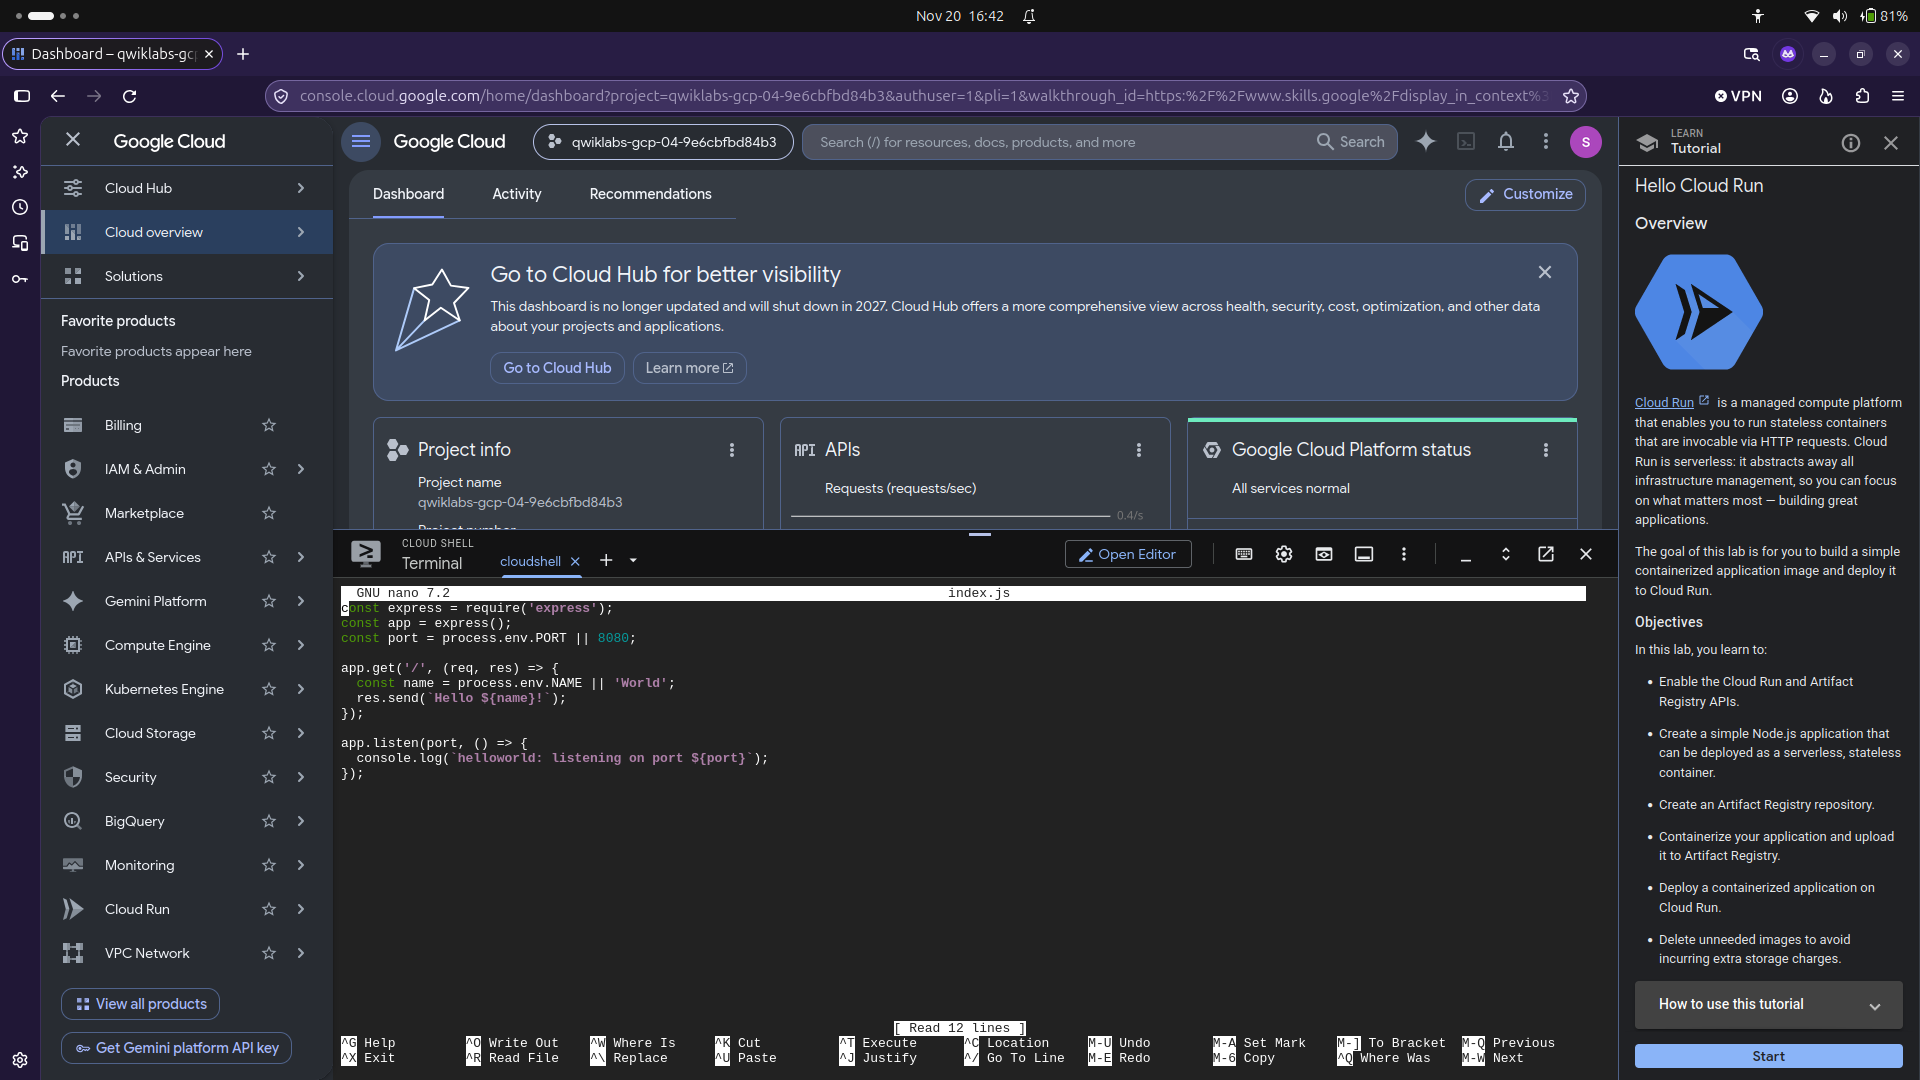 Nov 20 16:42
81%
Dashboard – qwiklabs-gc
console.cloud.google.com/home/dashboard?project=qwiklabs-gcp-04-9e6cbfbd84b3&authuser=1&pli=1&walkthrough_id=https:%2F%2Fwww.skills.google%2Fdisplay_in_context%3
VPN
Google Cloud
Cloud Hub
Cloud overview
Solutions
Favorite products
Favorite products appear here
Products
Billing
IAM & Admin
Marketplace
APIs & Services
Gemini Platform
Compute Engine
Kubernetes Engine
Cloud Storage
Security
BigQuery
Monitoring
Cloud Run
VPC Network
View all products
Get Gemini platform API key
Google Cloud
qwiklabs-gcp-04-9e6cbfbd84b3
Search (/) for resources, docs, products, and more
Search
S
Dashboard
Activity
Recommendations
Customize
Go to Cloud Hub for better visibility
This dashboard is no longer updated and will shut down in 2027. Cloud Hub offers a more comprehensive view across health, security, cost, optimization, and other data
about your projects and applications.
Go to Cloud Hub
Learn more
Project info
Project name
qwiklabs-gcp-04-9e6cbfbd84b3
Project number
API APIs
Requests (requests/sec)
0.4/s
Google Cloud Platform status
All services normal
CLOUD SHELL
Terminal
cloudshell
Open Editor
GNU nano 7.2 index.js
const express = require('express');
const app = express();
const port = process.env.PORT || 8080;
app.get('/', (req, res) => {
const name = process.env.NAME || 'World';
res.send(`Hello ${name}!`);
});
app.listen(port, () => {
console.log(`helloworld: listening on port ${port}`);
});
[ Read 12 lines ]
^G Help ^O Write Out ^W Where Is ^K Cut ^T Execute ^C Location M-U Undo M-A Set Mark M-] To Bracket M-Q Previous
^X Exit ^R Read File ^\ Replace ^U Paste ^J Justify ^/ Go To Line M-E Redo M-6 Copy ^Q Where Was M-W Next
LEARN
Tutorial
Hello Cloud Run
Overview
Cloud Run is a managed compute platform
that enables you to run stateless containers
that are invocable via HTTP requests. Cloud
Run is serverless: it abstracts away all
infrastructure management, so you can focus
on what matters most — building great
applications.
The goal of this lab is for you to build a simple
containerized application image and deploy it
to Cloud Run.
Objectives
In this lab, you learn to:
• Enable the Cloud Run and Artifact
Registry APIs.
• Create a simple Node.js application that
can be deployed as a serverless, stateless
container.
• Create an Artifact Registry repository.
• Containerize your application and upload
it to Artifact Registry.
• Deploy a containerized application on
Cloud Run.
• Delete unneeded images to avoid
incurring extra storage charges.
How to use this tutorial
Start